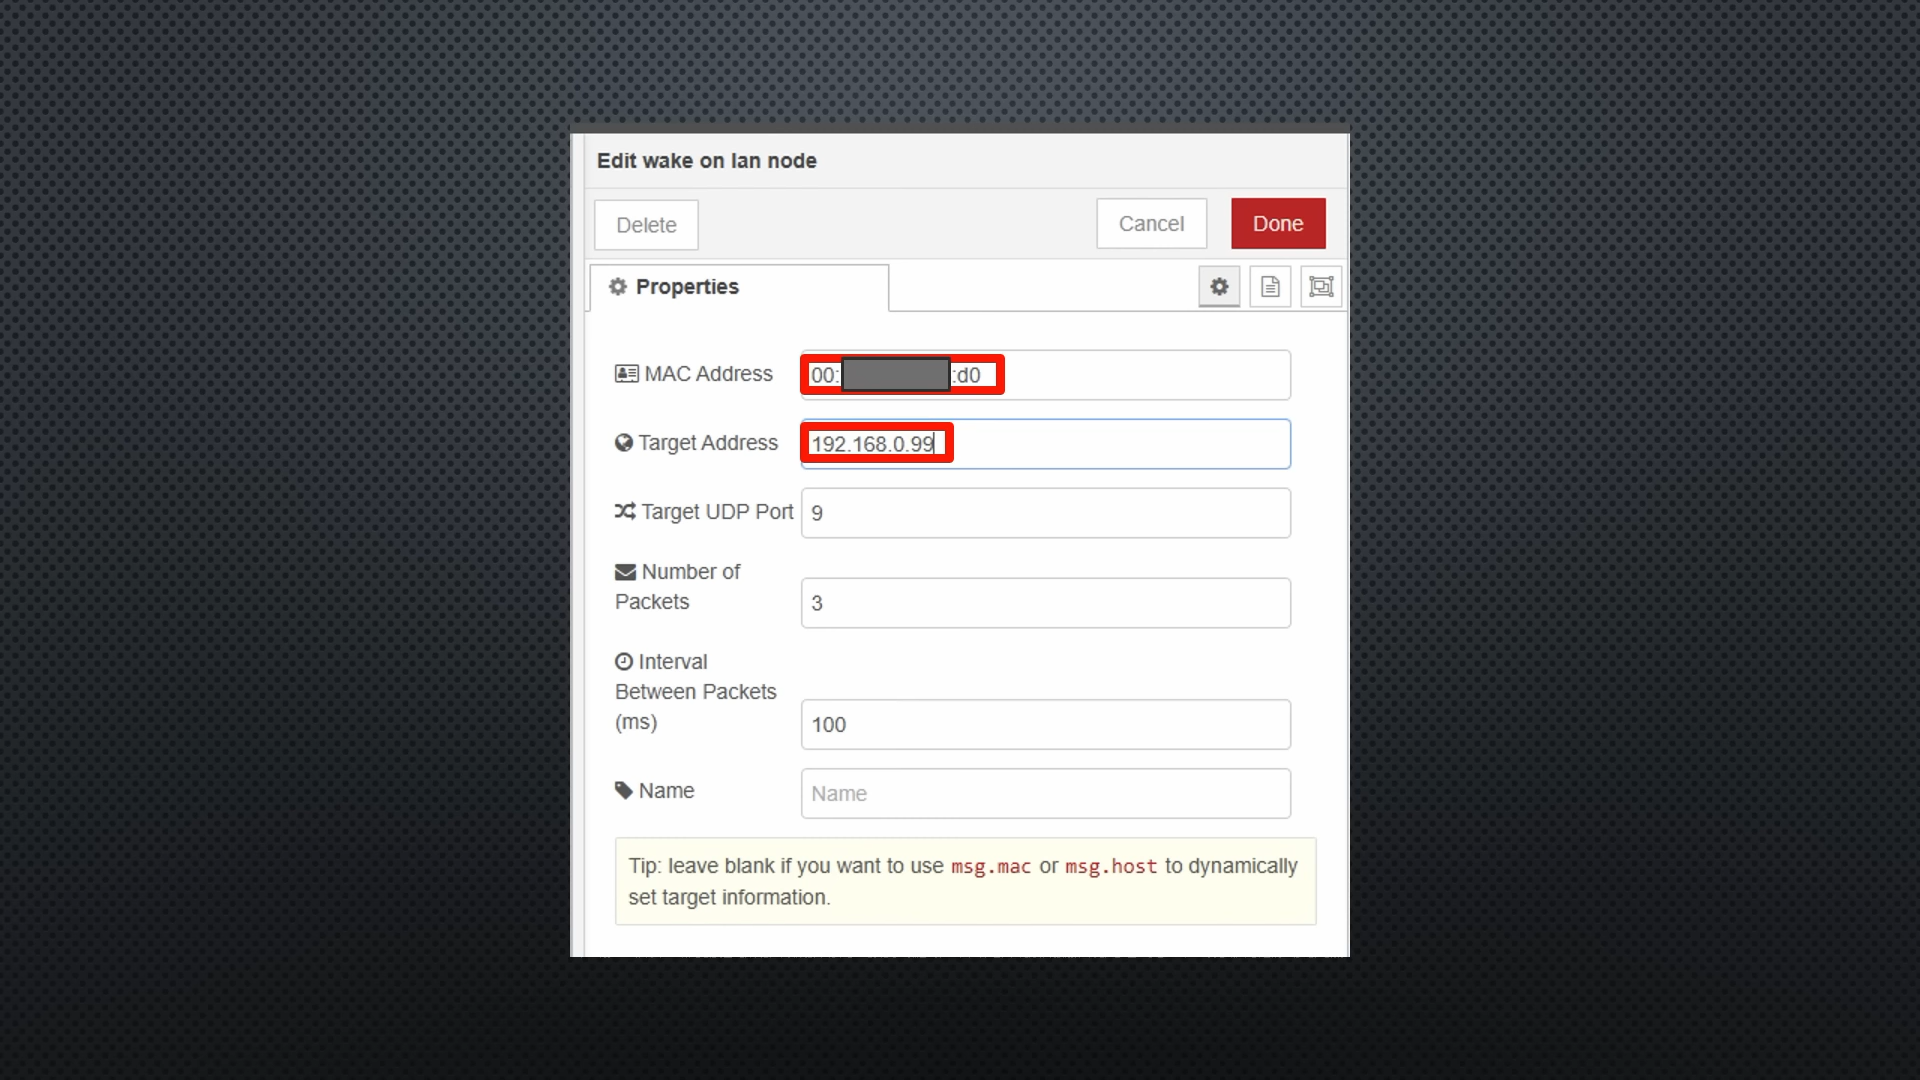 Edit wake on lan node
Delete
Cancel
Done
Properties
MAC Address
00:
:d0
Target Address
192.168.0.99
Target UDP Port
9
Number of
Packets
3
Interval
Between Packets
(ms)
100
Name
Name
Tip: leave blank if you want to use msg.mac or msg.host to dynamically
set target information.